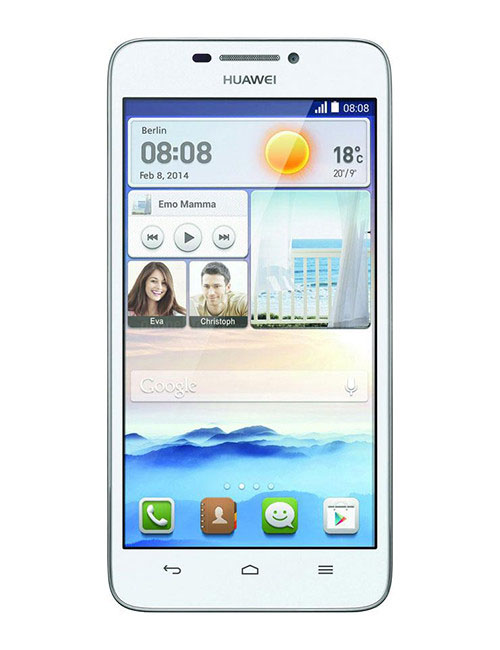 HUAWEI
08:08
Berlin
08:08
Feb 8, 2014
18°C
20°/9°
Emo Mamma
Eva
Christoph
Google